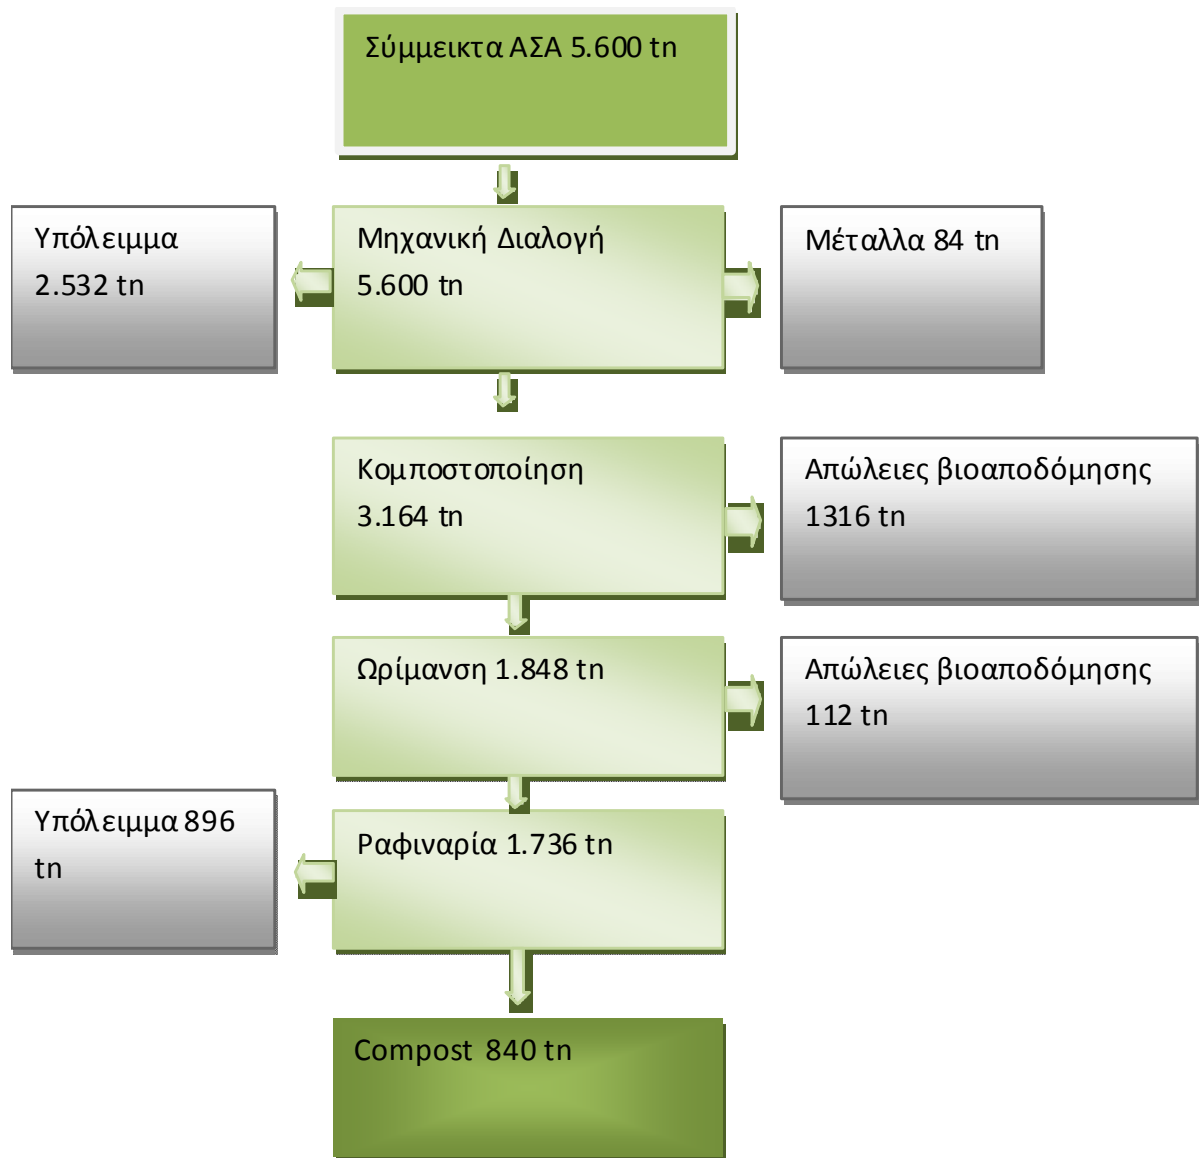 Σύμμεικτα ΑΣΑ 5.600 tn
Υπόλειμμα
2.532 tn
Μηχανική Διαλογή
5.600 tn
Μέταλλα 84 tn
Κομποστοποίηση
3.164 tn
Απώλειες βιοαποδόμησης
1316 tn
Ωρίμανση 1.848 tn
Απώλειες βιοαποδόμησης
112 tn
Υπόλειμμα 896
tn
Ραφιναρία 1.736 tn
Compost 840 tn